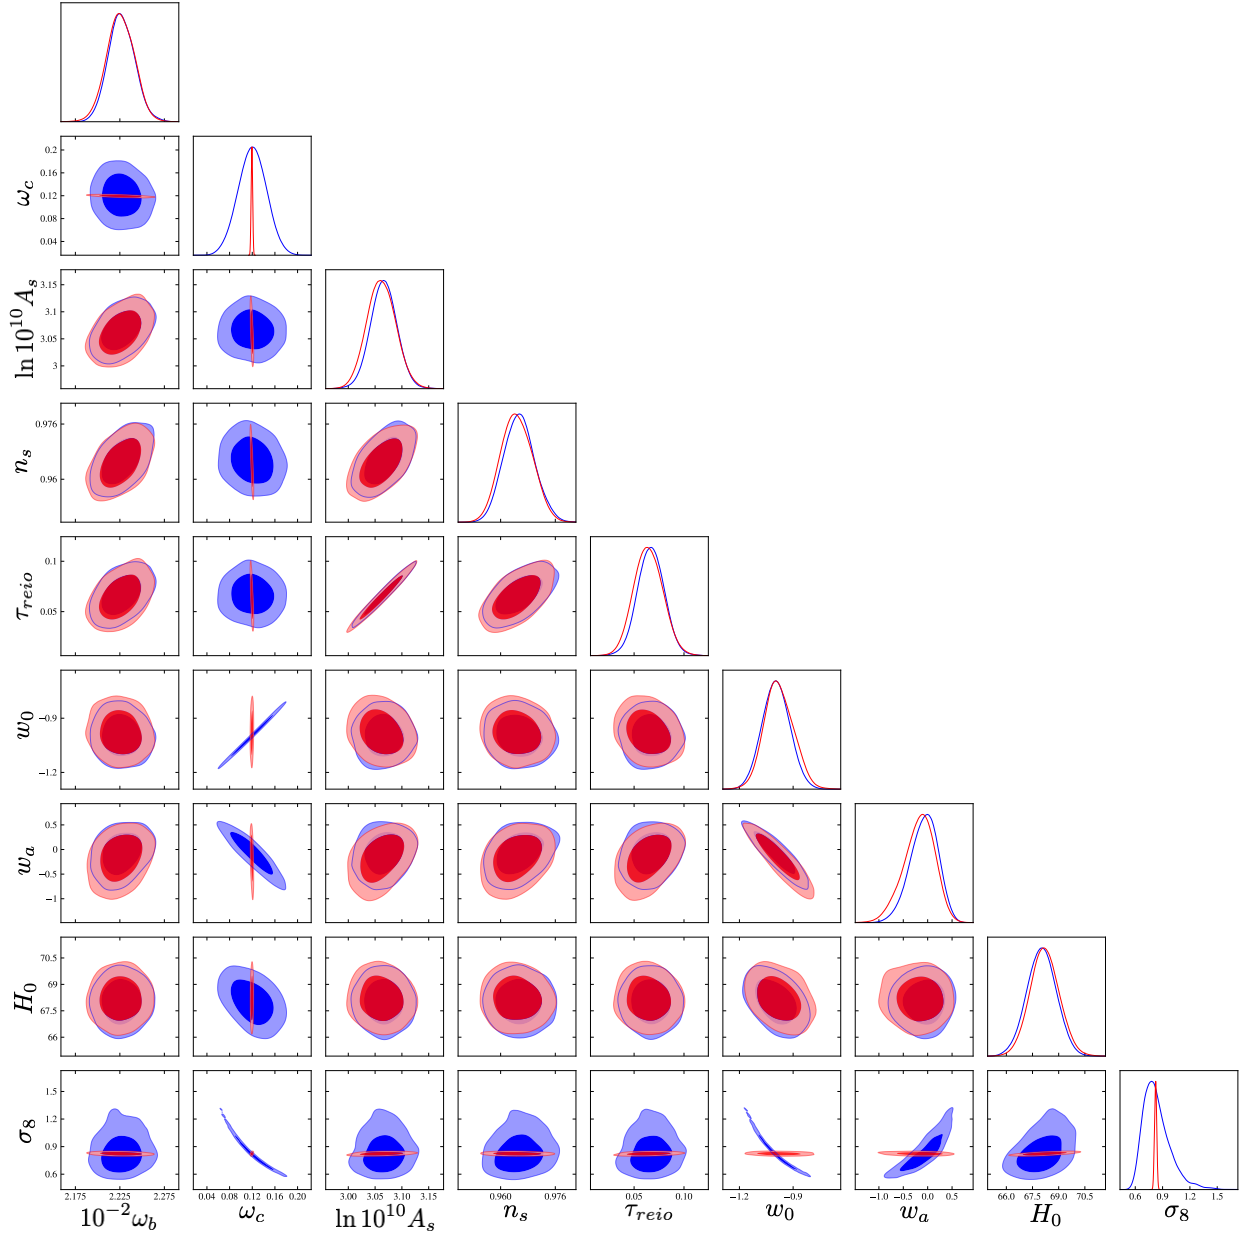 ω_c
0.2
0.16
0.12
0.08
0.04
ln 10^{10} A_s
3.15
3.1
3.05
3
n_s
0.976
0.96
τ_{reio}
0.1
0.05
w_0
−0.9
−1.2
w_a
0.5
0
−0.5
−1
H_0
70.5
69
67.5
66
σ_8
1.5
1.2
0.9
0.6
2.175 2.225 2.275 0.04 0.08 0.12 0.16 0.20 3.00 3.05 3.10 3.15 0.960 0.976 0.05 0.10 −1.2 −0.9 −1.0 −0.5 0.0 0.5 66.0 67.5 69.0 70.5 0.6 0.9 1.2 1.5
10^{-2}ω_b ω_c ln 10^{10} A_s n_s τ_{reio} w_0 w_a H_0 σ_8